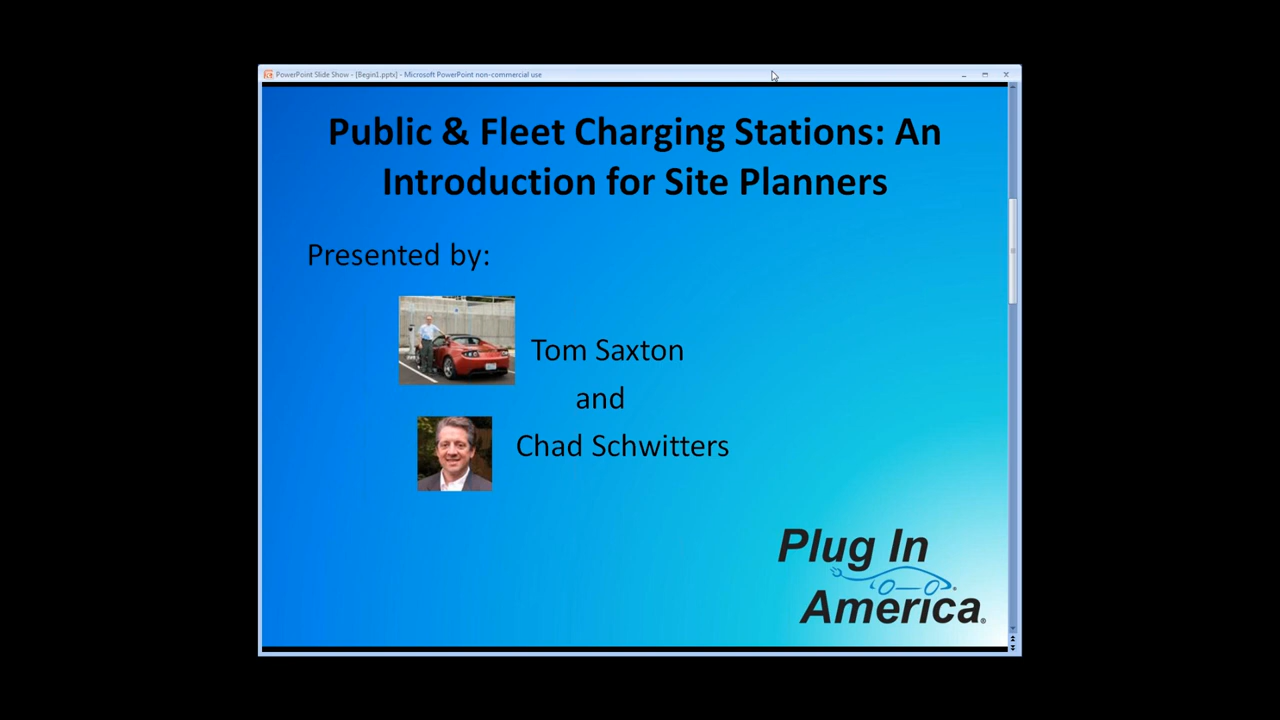 PowerPoint Slide Show - [Begin1.pptx] - Microsoft PowerPoint non-commercial use
Public & Fleet Charging Stations: An
Introduction for Site Planners
Presented by:
Tom Saxton
and
Chad Schwitters
Plug In
America®